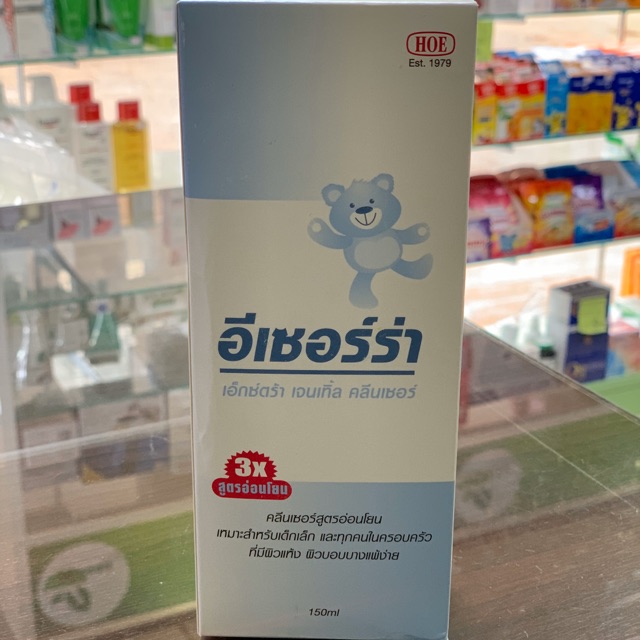 HOE
Est. 1979
อีเซอร์ร่า
เอ็กซ์ตร้า เจนเทิ้ล คลีนเซอร์
3x
สูตรอ่อนโยน
คลีนเซอร์สูตรอ่อนโยน
เหมาะสำหรับเด็กเล็ก และทุกคนในครอบครัว
ที่มีผิวแห้ง ผิวบอบบางแพ้ง่าย
150ml